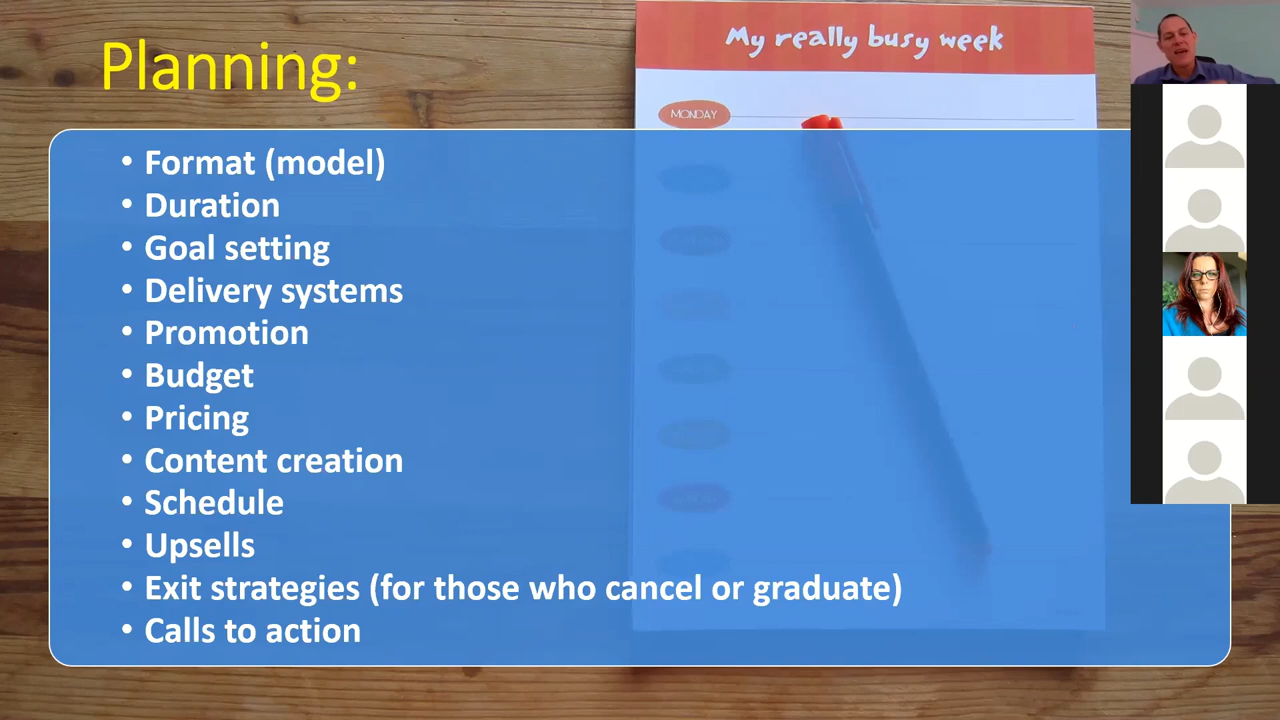 Planning:
My really busy week
MONDAY
• Format (model)
• Duration
• Goal setting
• Delivery systems
• Promotion
• Budget
• Pricing
• Content creation
• Schedule
• Upsells
• Exit strategies (for those who cancel or graduate)
• Calls to action